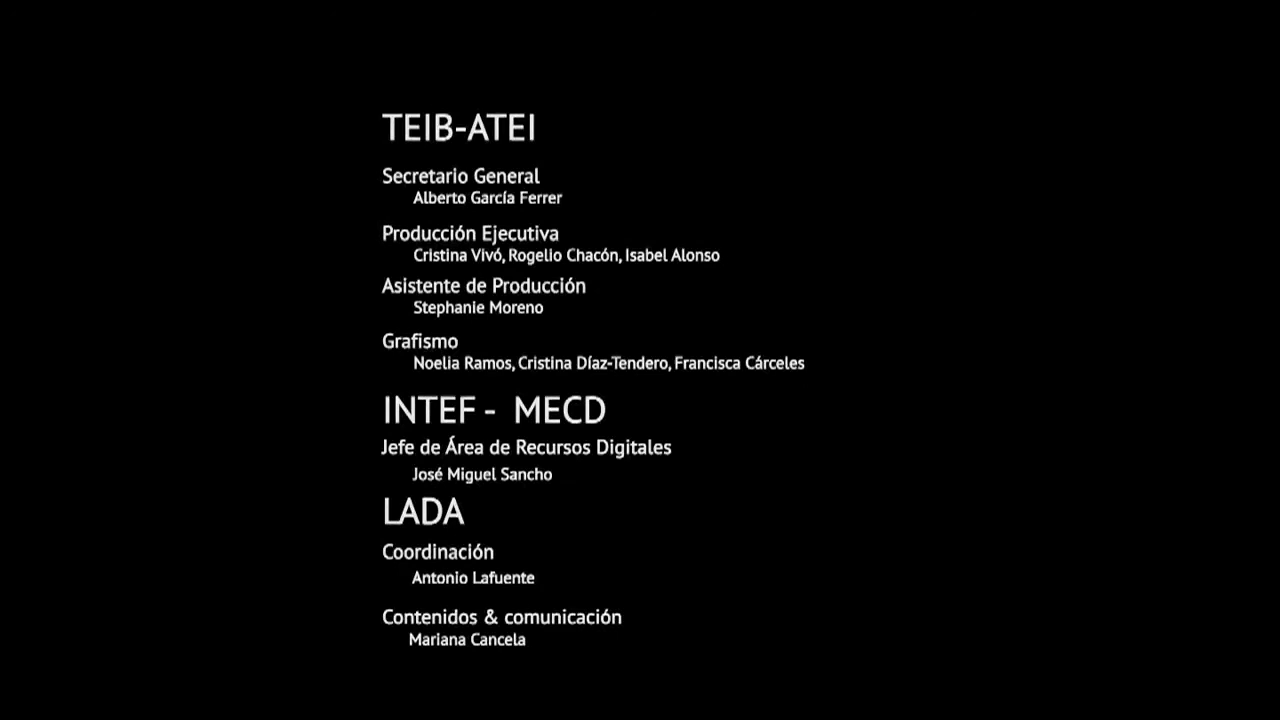 TEIB-ATEI
Secretario General
Alberto García Ferrer
Producción Ejecutiva
Cristina Vivó, Rogelio Chacón, Isabel Alonso
Asistente de Producción
Stephanie Moreno
Grafismo
Noelia Ramos, Cristina Díaz-Tendero, Francisca Cárceles
INTEF - MECD
Jefe de Área de Recursos Digitales
José Miguel Sancho
LADA
Coordinación
Antonio Lafuente
Contenidos & comunicación
Mariana Cancela